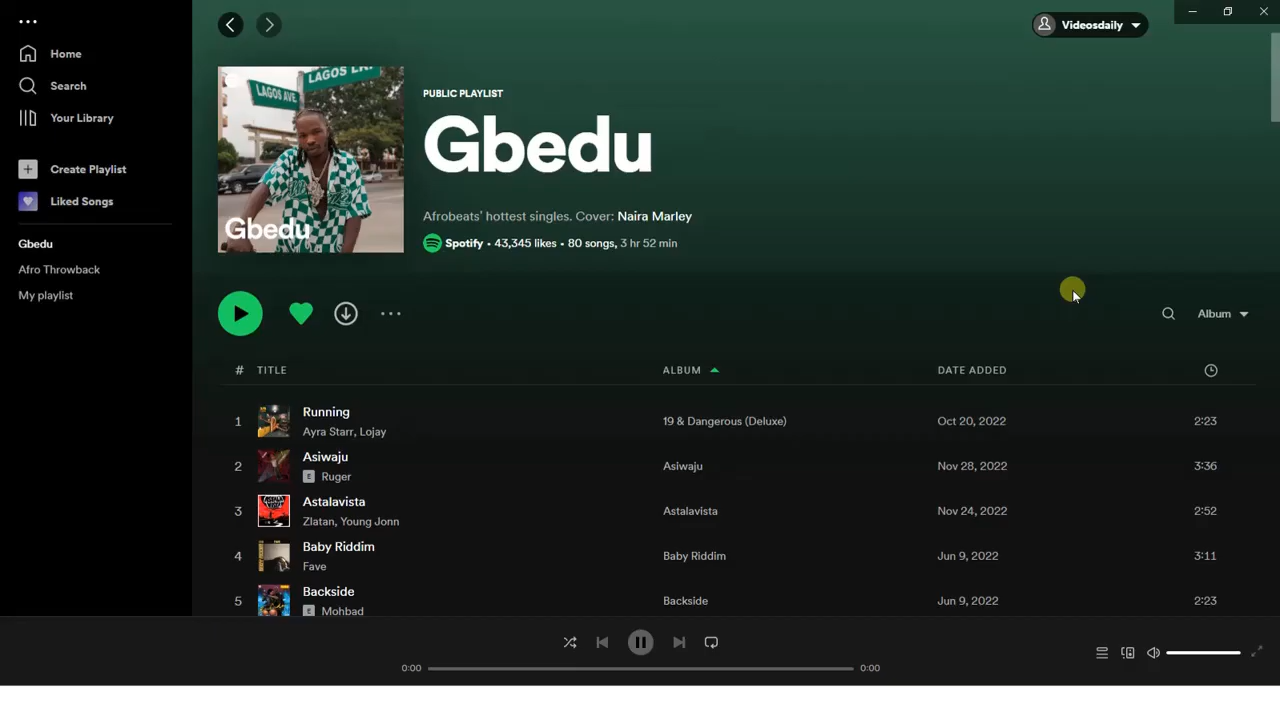 Home
Search
Your Library
Create Playlist
Liked Songs
Gbedu
Afro Throwback
My playlist
Videosdaily
LAGOS AVE.
Gbedu
PUBLIC PLAYLIST
Gbedu
Afrobeats' hottest singles. Cover: Naira Marley
Spotify • 43,345 likes • 80 songs, 3 hr 52 min
Album
# TITLE ALBUM DATE ADDED
1 Running 19 & Dangerous (Deluxe) Oct 20, 2022 2:23
Ayra Starr, Lojay
2 Asiwaju Asiwaju Nov 28, 2022 3:36
E Ruger
3 Astalavista Astalavista Nov 24, 2022 2:52
Zlatan, Young Jonn
4 Baby Riddim Baby Riddim Jun 9, 2022 3:11
Fave
5 Backside Backside Jun 9, 2022 2:23
E Mohbad
0:00 0:00